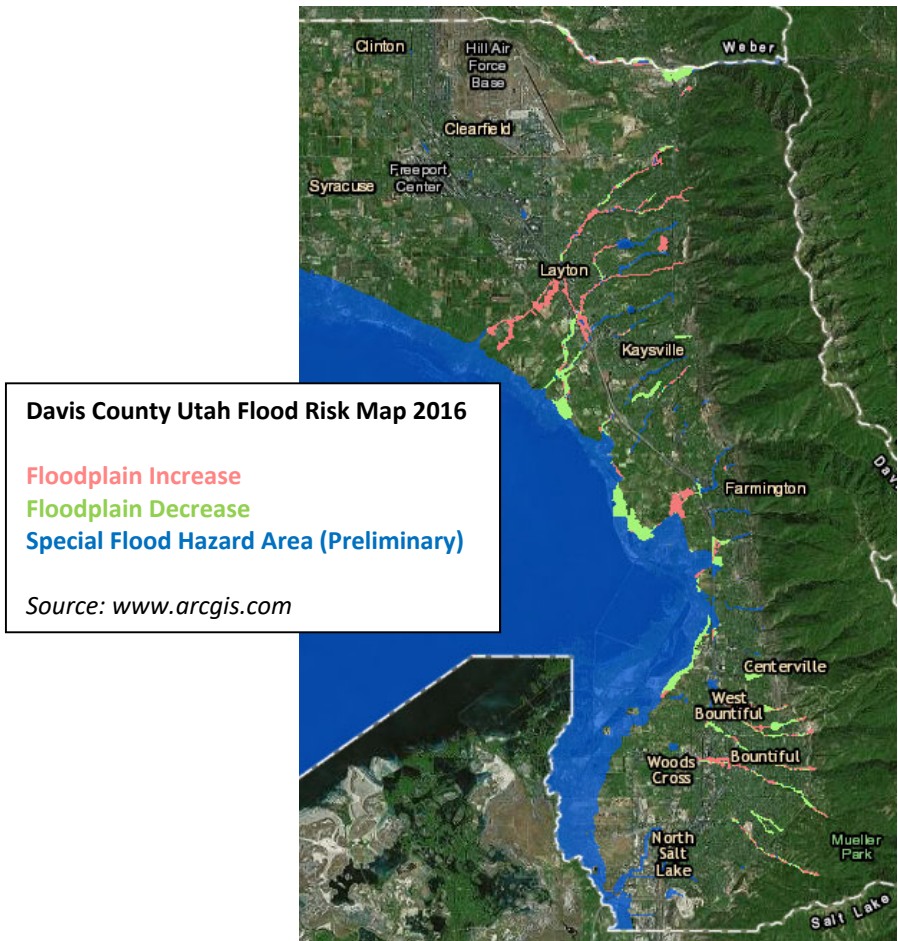 Clinton
Hill Air
Force
Base
Weber
Clearfield
Freeport
Center
Syracuse
Layton
Kaysville
Davis County Utah Flood Risk Map 2016
Floodplain Increase
Floodplain Decrease
Special Flood Hazard Area (Preliminary)
Source: www.arcgis.com
Farmington
Davi
Centerville
West
Bountiful
Bountiful
Woods
Cross
North
Salt
Lake
Mueller
Park
Salt Lake